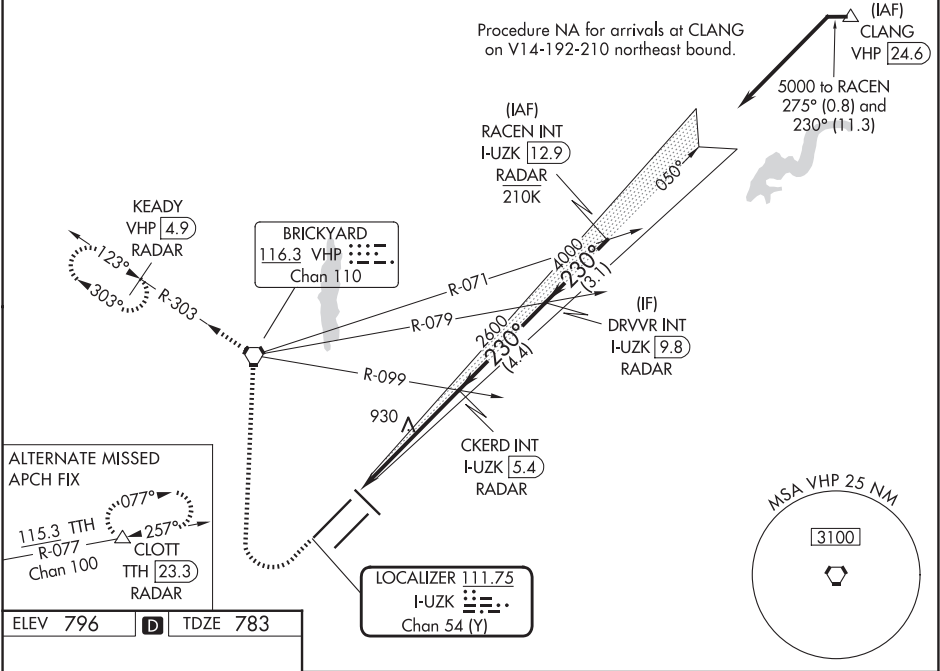 Procedure NA for arrivals at CLANG
on V14-192-210 northeast bound.
(IAF)
CLANG
VHP 24.6
5000 to RACEN
275° (0.8) and
230° (11.3)
(IAF)
RACEN INT
I-UZK 12.9
RADAR
210K
050°
KEADY
VHP 4.9
RADAR
123°
303°
R-303
BRICKYARD
116.3 VHP
Chan 110
R-071
R-079
R-099
4000
230°
(3.1)
(IF)
DRVVR INT
I-UZK 9.8
RADAR
2600
230°
(4.4)
930
CKERD INT
I-UZK 5.4
RADAR
ALTERNATE MISSED
APCH FIX
077°
257°
115.3 TTH
R-077
Chan 100
CLOTT
TTH 23.3
RADAR
LOCALIZER 111.75
I-UZK
Chan 54 (Y)
MSA VHP 25 NM
3100
ELEV 796 D TDZE 783